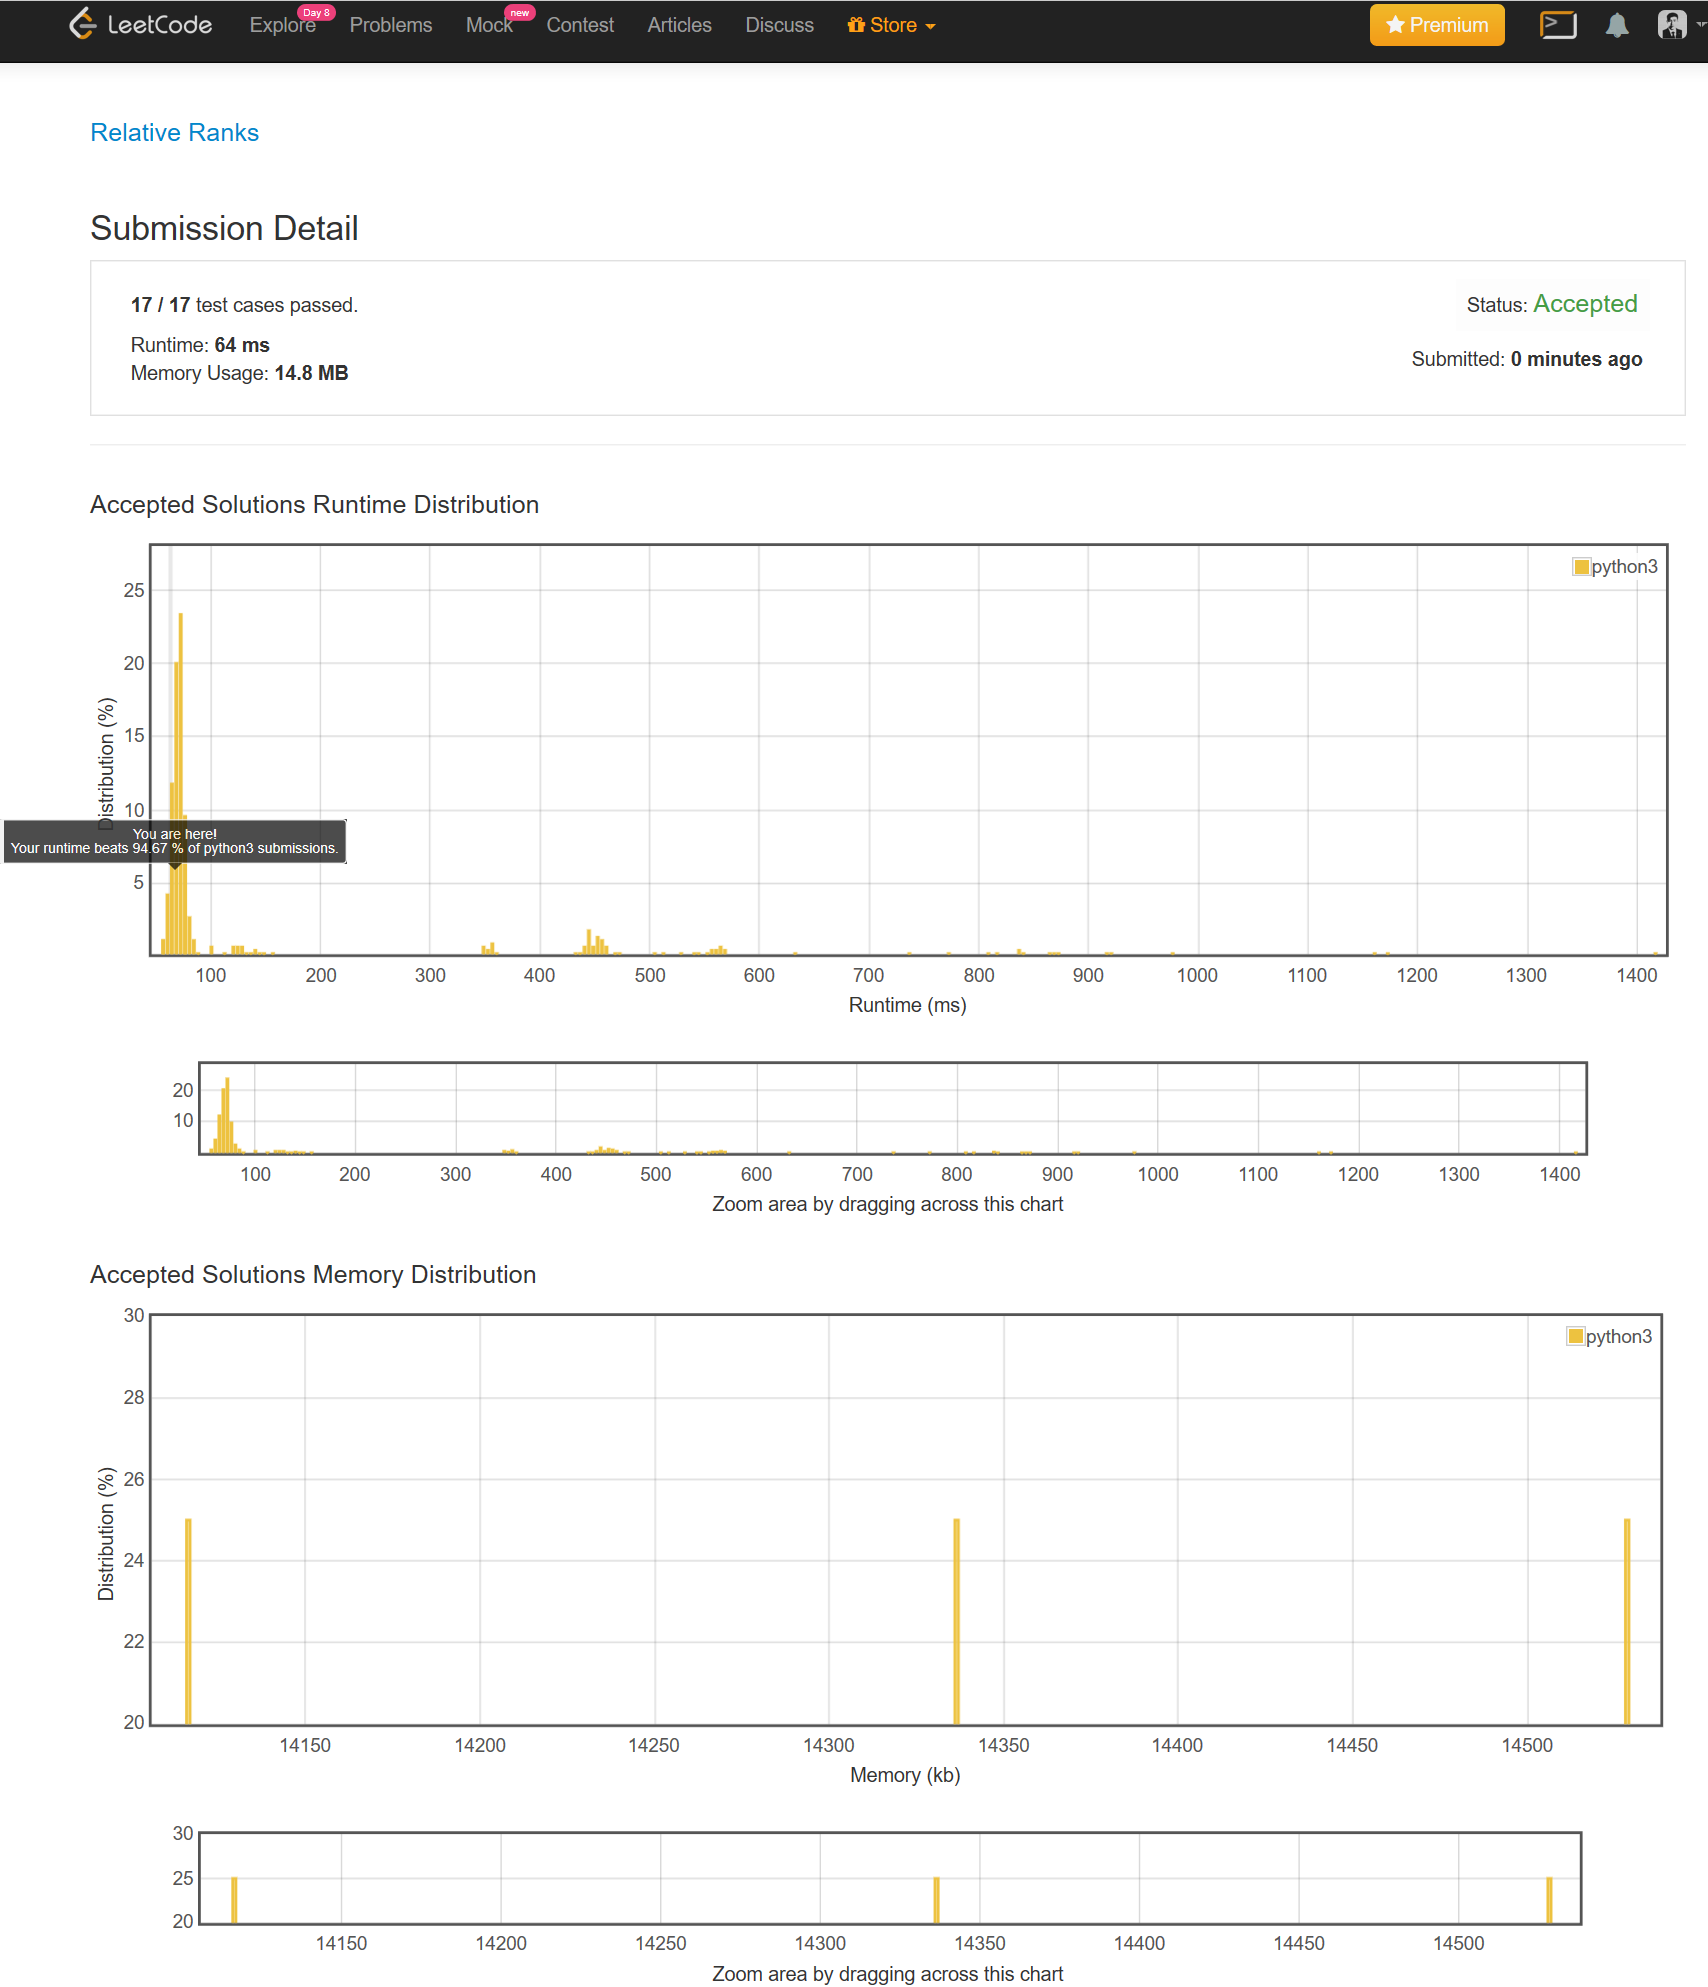 LeetCode Explore Day 8 Problems Mock new Contest Articles Discuss Store Premium
Relative Ranks
Submission Detail
17 / 17 test cases passed.
Status: Accepted
Runtime: 64 ms
Submitted: 0 minutes ago
Memory Usage: 14.8 MB
Accepted Solutions Runtime Distribution
python3
25
20
15
10
5
Distribution (%)
You are here!
Your runtime beats 94.67 % of python3 submissions.
100 200 300 400 500 600 700 800 900 1000 1100 1200 1300 1400
Runtime (ms)
20
10
100 200 300 400 500 600 700 800 900 1000 1100 1200 1300 1400
Zoom area by dragging across this chart
Accepted Solutions Memory Distribution
python3
30
28
26
24
22
20
Distribution (%)
14150 14200 14250 14300 14350 14400 14450 14500
Memory (kb)
30
25
20
14150 14200 14250 14300 14350 14400 14450 14500
Zoom area by dragging across this chart